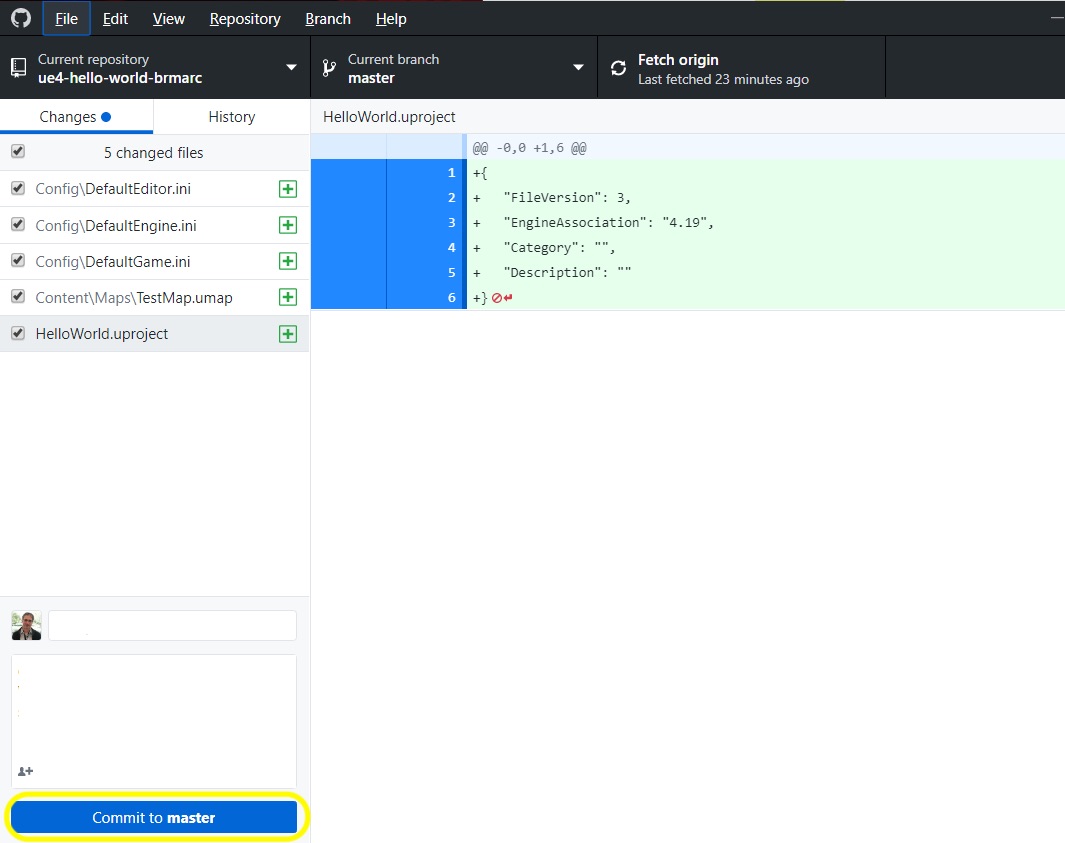 File Edit View Repository Branch Help
Current repository
ue4-hello-world-brmarc
Current branch
master
Fetch origin
Last fetched 23 minutes ago
Changes History
5 changed files
Config\DefaultEditor.ini
Config\DefaultEngine.ini
Config\DefaultGame.ini
Content\Maps\TestMap.umap
HelloWorld.uproject
Commit to master
HelloWorld.uproject
@@ -0,0 +1,6 @@
1 +{
2 + "FileVersion": 3,
3 + "EngineAssociation": "4.19",
4 + "Category": "",
5 + "Description": ""
6 +}